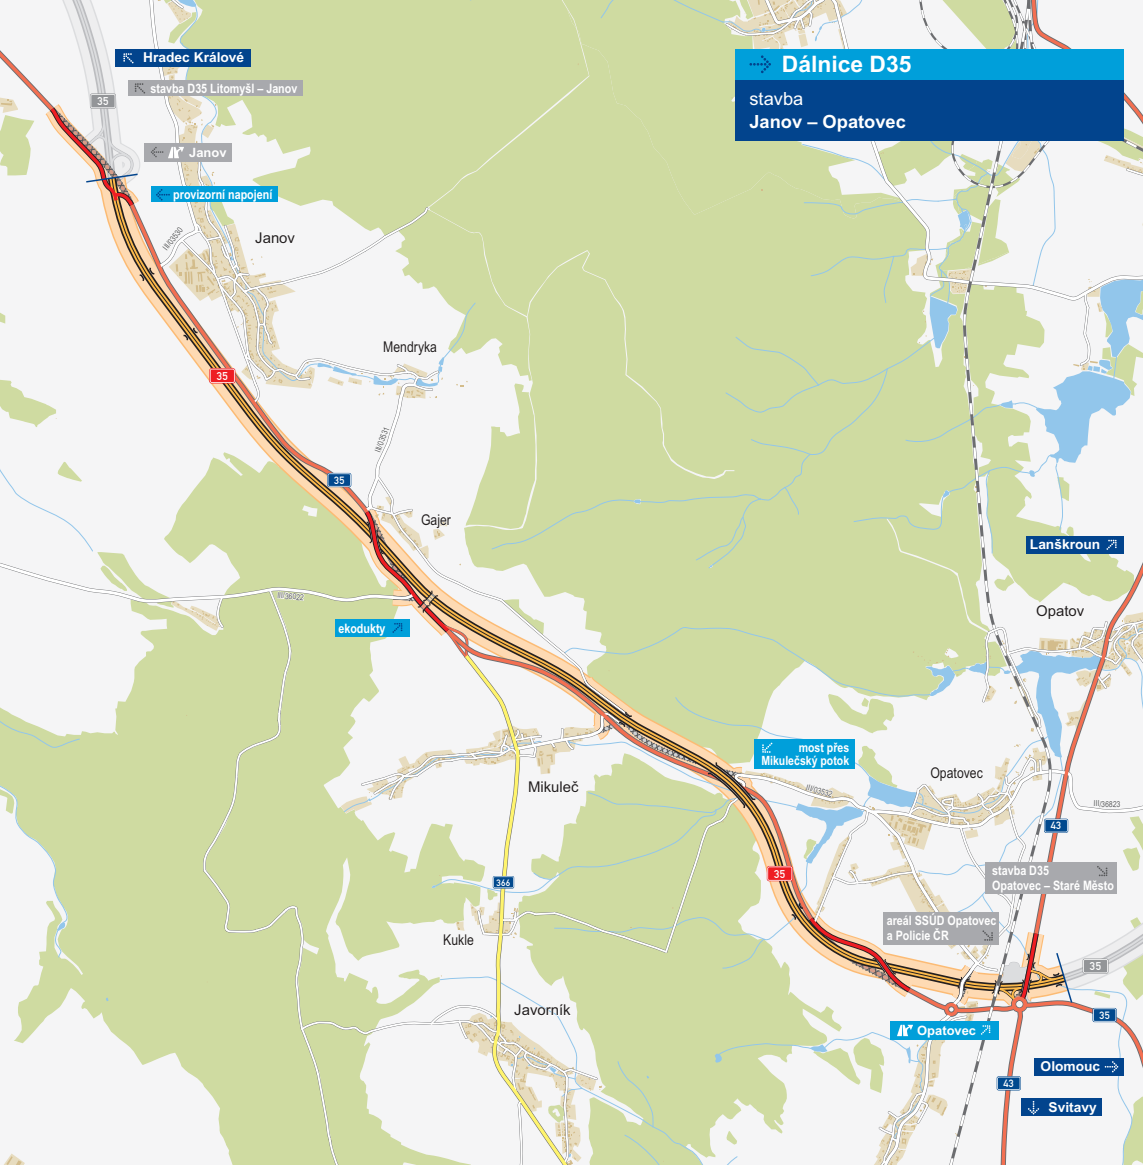 Hradec Králové
stavba D35 Litomyšl – Janov
35
Janov
provizorní napojení
Dálnice D35
stavba
Janov – Opatovec
III/03530
Janov
Mendryka
35
III/03531
35
Gajer
Lanškroun
III/36022
ekodukty
Opatov
most přes
Mikulečský potok
Opatovec
Mikuleč
III/03532
III/36823
43
35
366
stavba D35
Opatovec – Staré Město
areál SSÚD Opatovec
a Policie ČR
Kukle
35
Javorník
35
Opatovec
Olomouc
43
Svitavy